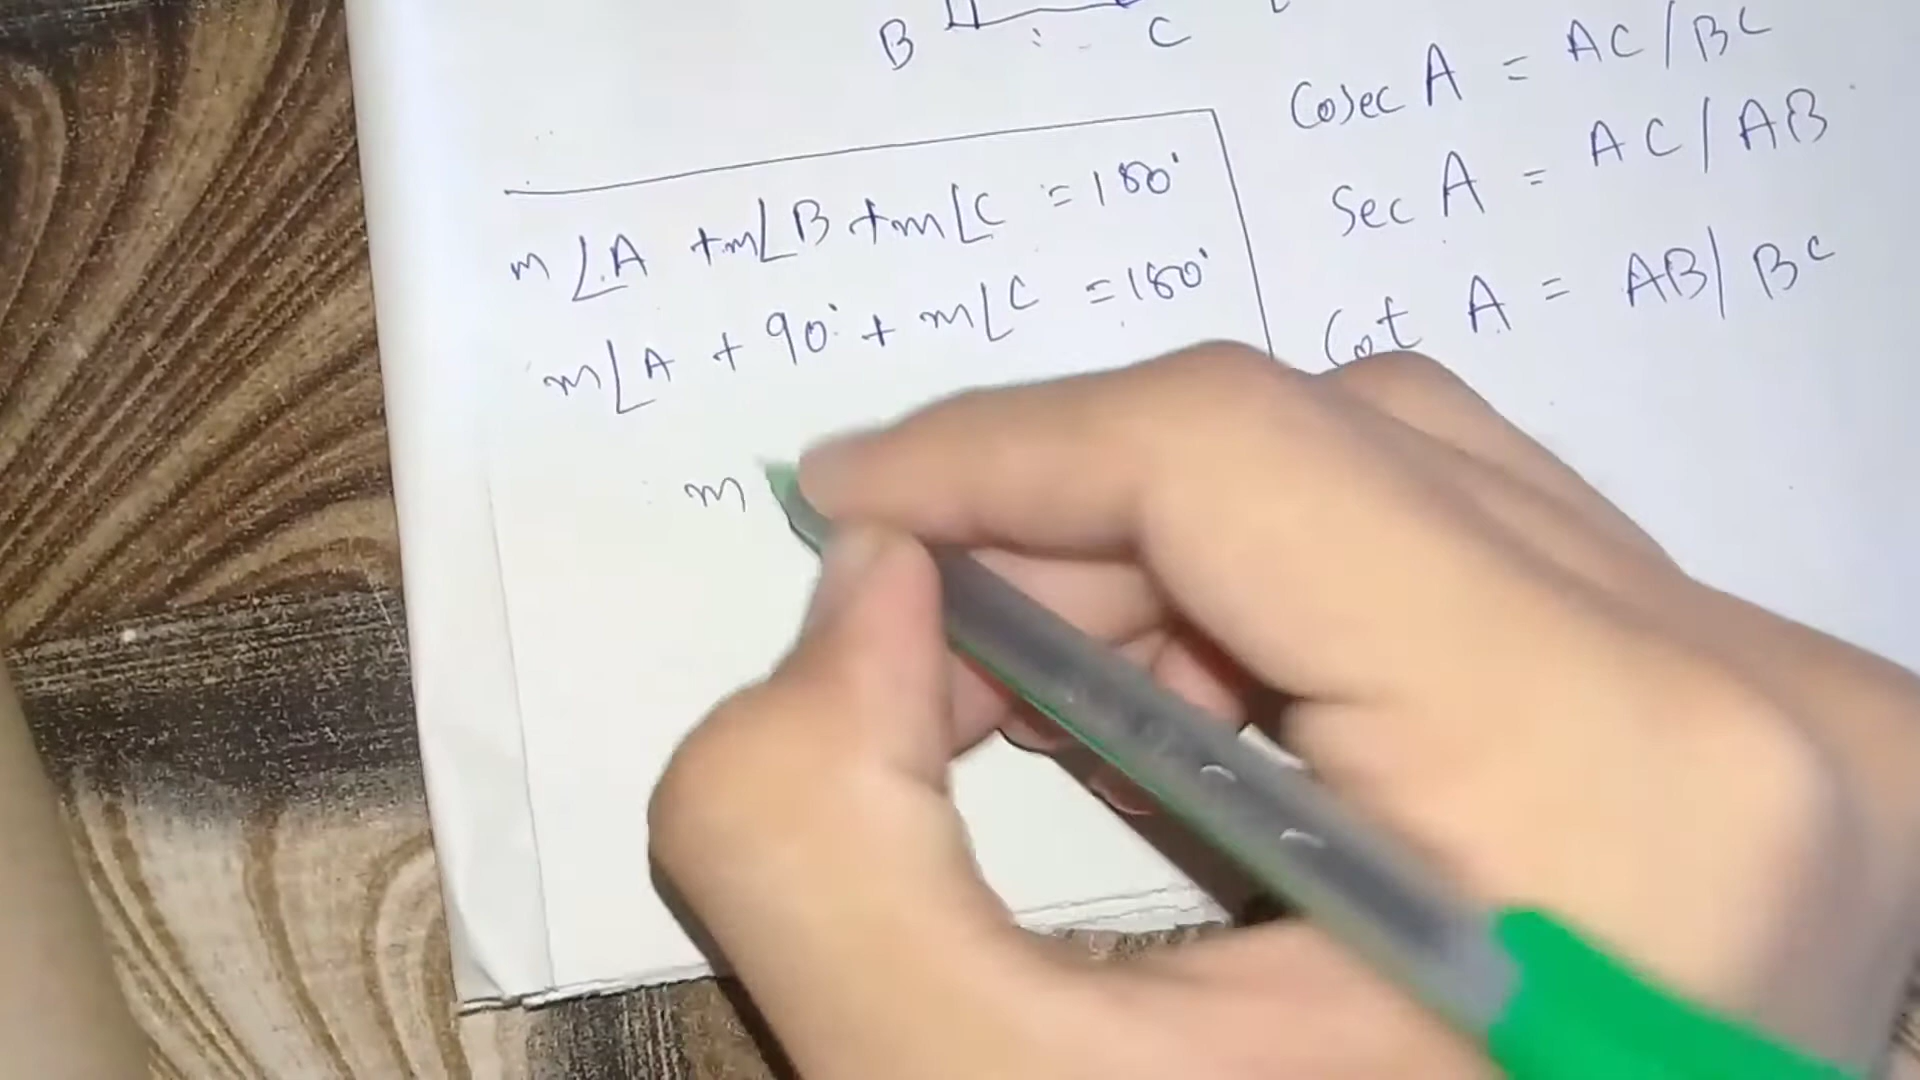 B C
m∠A + m∠B + m∠C = 180°
m∠A + 90° + m∠C = 180°
m
Cosec A = AC/BC
Sec A = AC/AB
Cot A = AB/BC